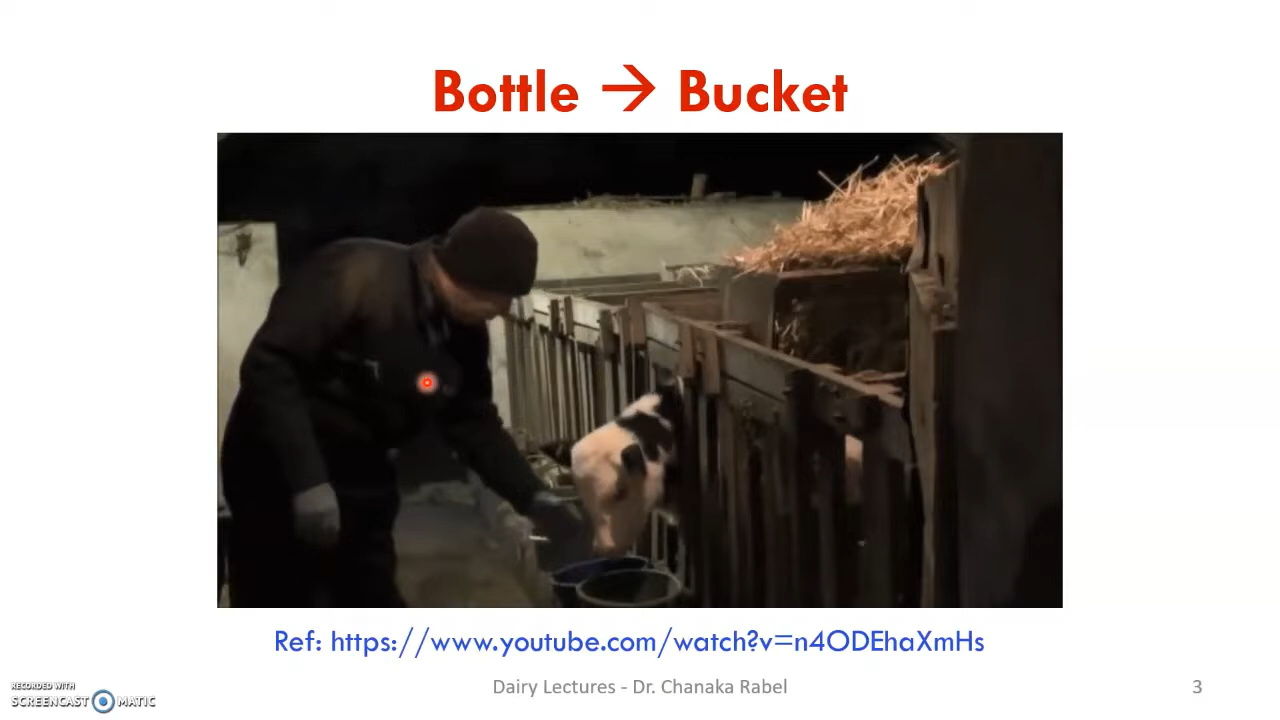 Bottle → Bucket
Ref: https://www.youtube.com/watch?v=n4ODEhaXmHs
RECORDED WITH
SCREENCAST MATIC
Dairy Lectures - Dr. Chanaka Rabel
3